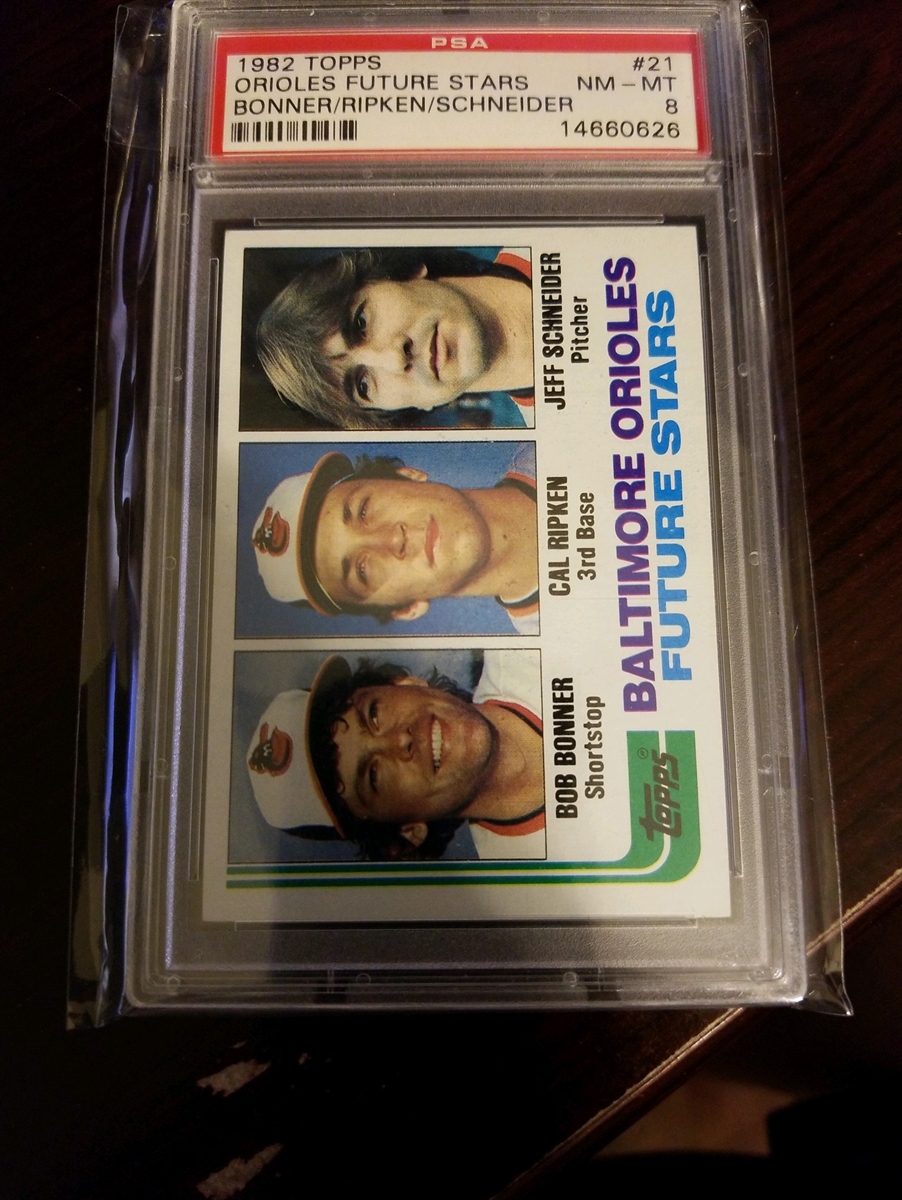 PSA
1982 TOPPS #21
ORIOLES FUTURE STARS NM - MT
BONNER/RIPKEN/SCHNEIDER 8
14660626
BOB BONNER
Shortstop
CAL RIPKEN
3rd Base
JEFF SCHNEIDER
Pitcher
topps®
BALTIMORE ORIOLES
FUTURE STARS